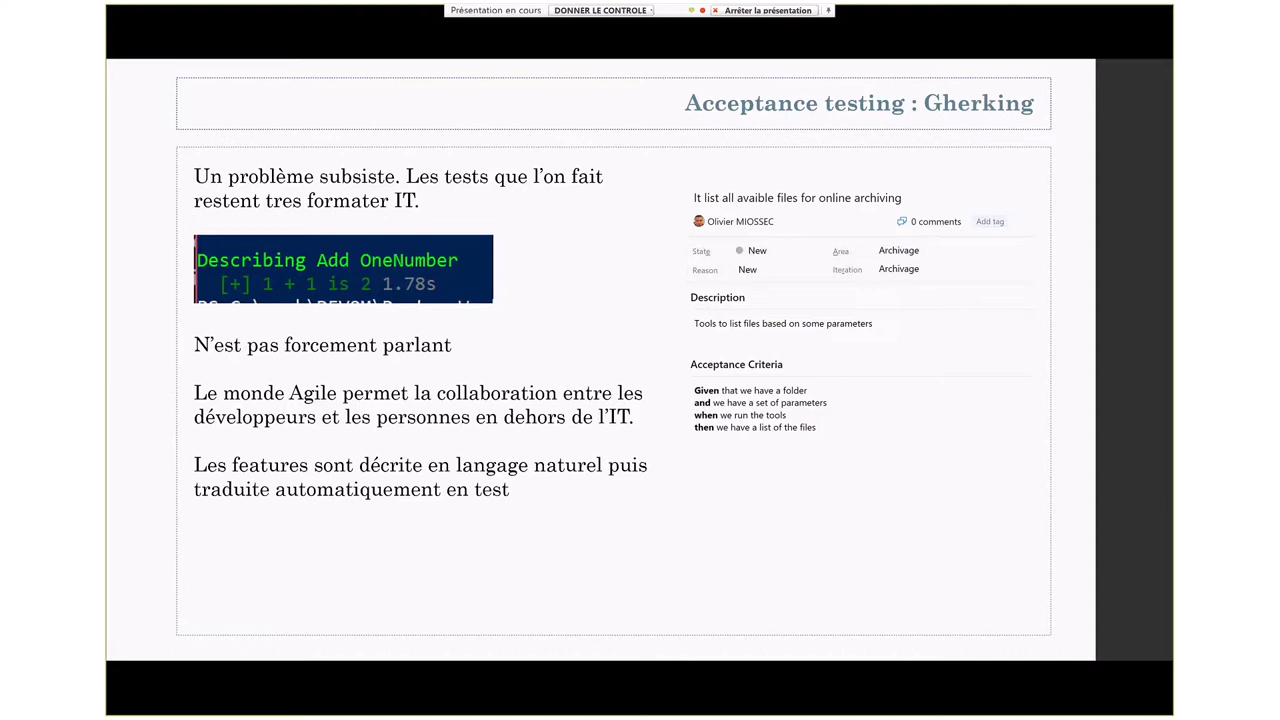 Présentation en cours
DONNER LE CONTROLE
Arrêter la présentation
Acceptance testing : Gherking
Un problème subsiste. Les tests que l'on fait
restent tres formater IT.
Describing Add OneNumber
[+] 1 + 1 is 2 1.78s
N'est pas forcement parlant
Le monde Agile permet la collaboration entre les
développeurs et les personnes en dehors de l'IT.
Les features sont décrite en langage naturel puis
traduite automatiquement en test
It list all avaible files for online archiving
Olivier MIOSSEC
0 comments
Add tag
State New Area Archivage
Reason New Iteration Archivage
Description
Tools to list files based on some parameters
Acceptance Criteria
Given that we have a folder
and we have a set of parameters
when we run the tools
then we have a list of the files